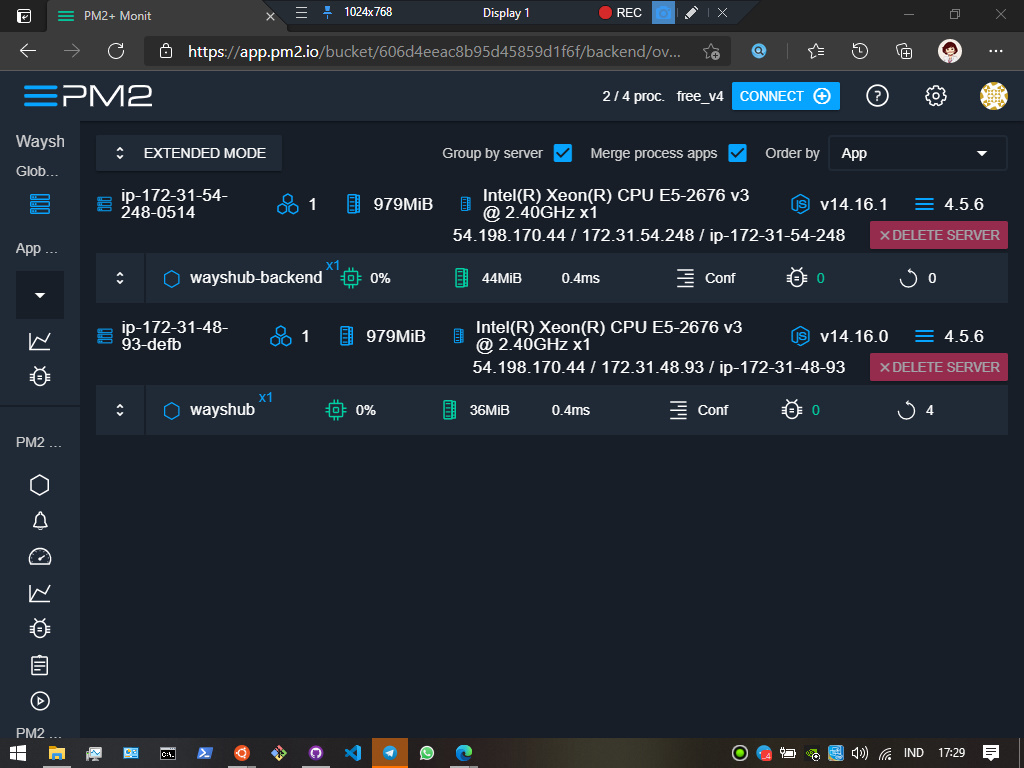 PM2+ Monit
1024x768
Display 1
REC
https://app.pm2.io/bucket/606d4eeac8b95d45859d1f6f/backend/ov...
PM2
2 / 4 proc.
free_v4
CONNECT
Waysh
Glob...
App ...
PM2 ...
PM2 ...
EXTENDED MODE
Group by server
Merge process apps
Order by
App
ip-172-31-54-
248-0514
1
979MiB
Intel(R) Xeon(R) CPU E5-2676 v3
@ 2.40GHz x1
v14.16.1
4.5.6
54.198.170.44 / 172.31.54.248 / ip-172-31-54-248
DELETE SERVER
wayshub-backend
x1
0%
44MiB
0.4ms
Conf
0
0
ip-172-31-48-
93-defb
1
979MiB
Intel(R) Xeon(R) CPU E5-2676 v3
@ 2.40GHz x1
v14.16.0
4.5.6
54.198.170.44 / 172.31.48.93 / ip-172-31-48-93
DELETE SERVER
wayshub
x1
0%
36MiB
0.4ms
Conf
0
4
IND
17:29